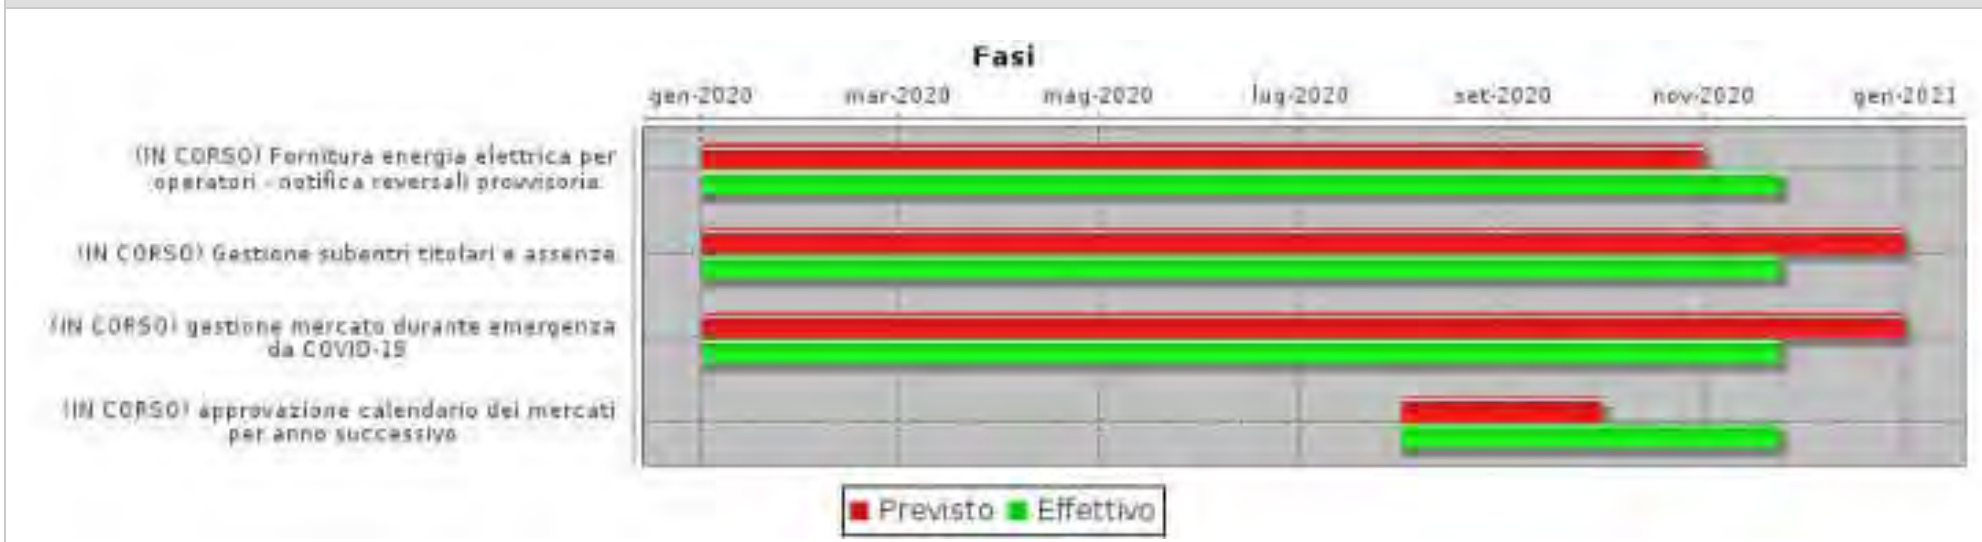 Fasi
gen-2020 mar-2020 mag-2020 lug-2020 set-2020 nov-2020 gen-2021
(IN CORSO) Fornitura energia elettrica per
operatori - notifica reversali provvisoria
(IN CORSO) Gestione subentri titolari e assenze
(IN CORSO) gestione mercato durante emergenza
da COVID-19
(IN CORSO) approvazione calendario dei mercati
per anno successivo
Previsto Effettivo